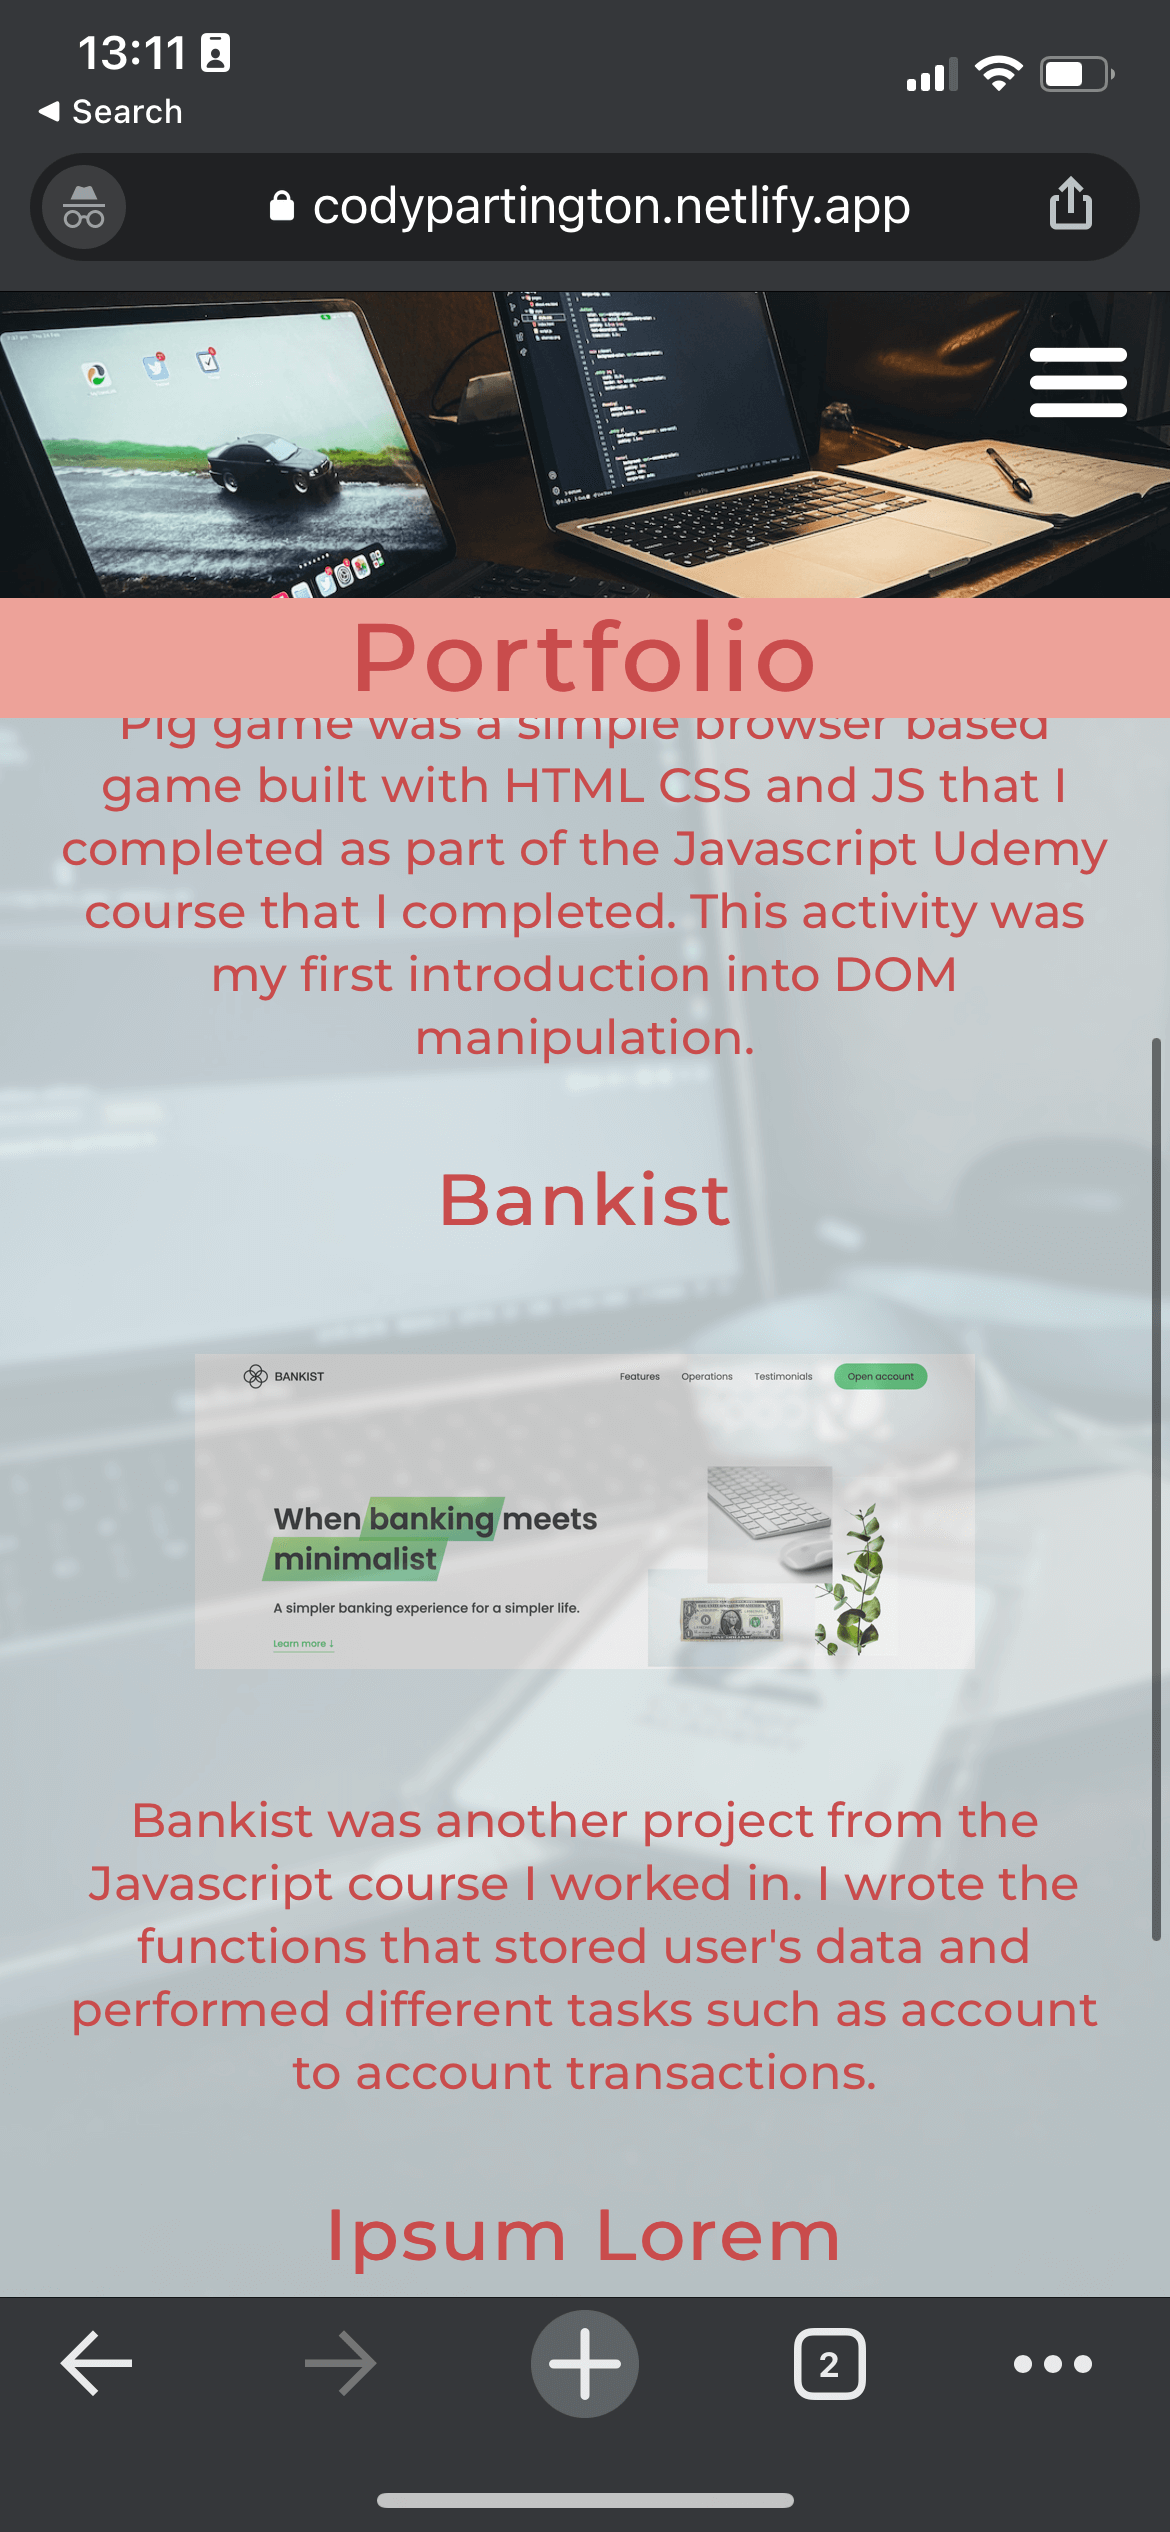 13:11
Search
codypartington.netlify.app
Portfolio
Pig game was a simple browser based
game built with HTML CSS and JS that I
completed as part of the Javascript Udemy
course that I completed. This activity was
my first introduction into DOM
manipulation.
Bankist
BANKIST
Features Operations Testimonials Open account
When banking meets
minimalist
A simpler banking experience for a simpler life.
Learn more ↓
Bankist was another project from the
Javascript course I worked in. I wrote the
functions that stored user's data and
performed different tasks such as account
to account transactions.
Ipsum Lorem
2